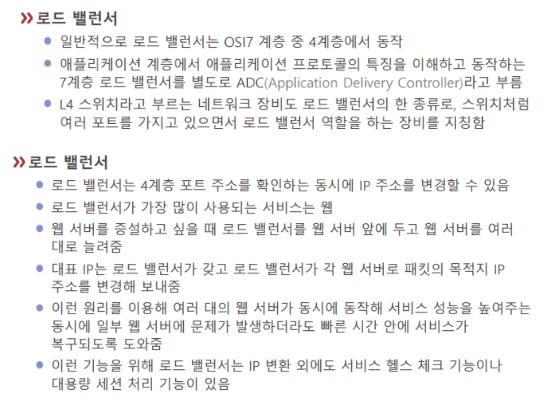 로드 밸런서
일반적으로 로드 밸런서는 OSI7 계층 중 4계층에서 동작
애플리케이션 계층에서 애플리케이션 프로토콜의 특징을 이해하고 동작하는
7계층 로드 밸런서를 별도로 ADC(Application Delivery Controller)라고 부름
L4 스위치라고 부르는 네트워크 장비도 로드 밸런서의 한 종류로, 스위치처럼
여러 포트를 가지고 있으면서 로드 밸런서 역할을 하는 장비를 지칭함
로드 밸런서
로드 밸런서는 4계층 포트 주소를 확인하는 동시에 IP 주소를 변경할 수 있음
로드 밸런서가 가장 많이 사용되는 서비스는 웹
웹 서버를 증설하고 싶을 때 로드 밸런서를 웹 서버 앞에 두고 웹 서버를 여러
대로 늘려줌
대표 IP는 로드 밸런서가 갖고 로드 밸런서가 각 웹 서버로 패킷의 목적지 IP
주소를 변경해 보내줌
이런 원리를 이용해 여러 대의 웹 서버가 동시에 동작해 서비스 성능을 높여주는
동시에 일부 웹 서버에 문제가 발생하더라도 빠른 시간 안에 서비스가
복구되도록 도와줌
이런 기능을 위해 로드 밸런서는 IP 변환 외에도 서비스 헬스 체크 기능이나
대용량 세션 처리 기능이 있음